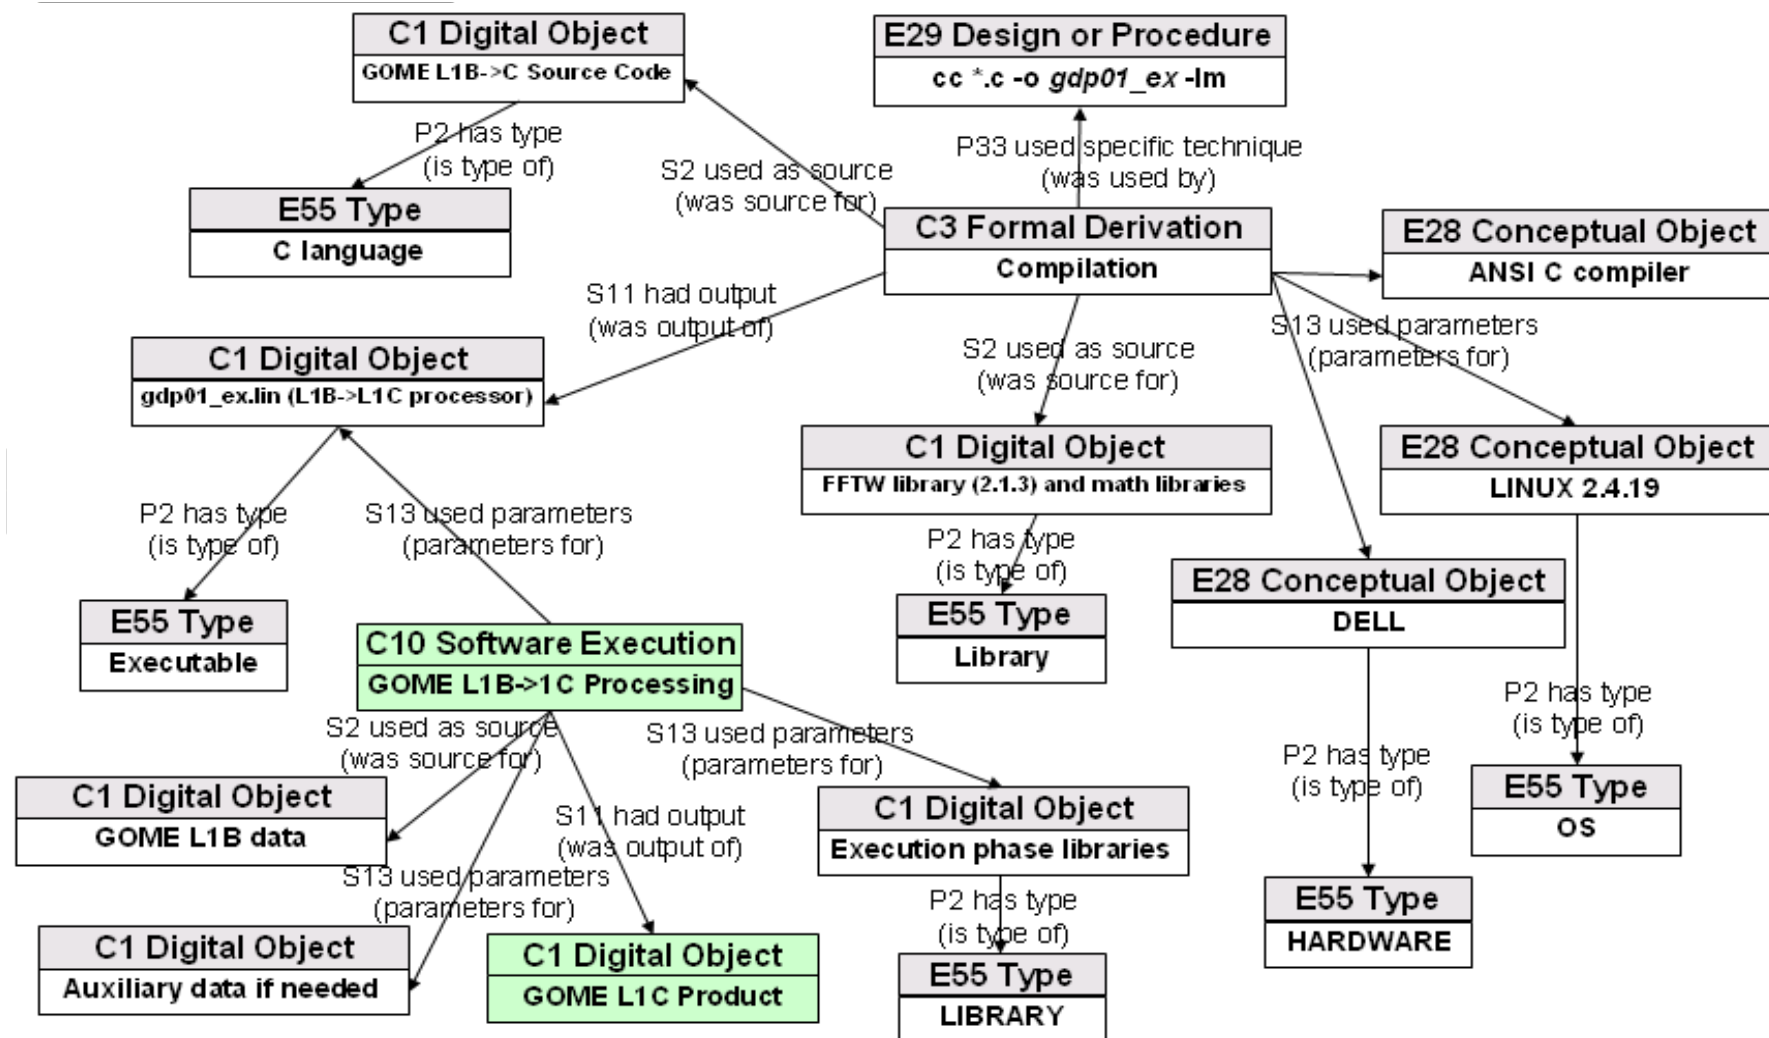 C1 Digital Object
GOME L1B->C Source Code
E29 Design or Procedure
cc *.c -o gdp01_ex -lm
P2 has type
(is type of)
S2 used as source
(was source for)
P33 used specific technique
(was used by)
E55 Type
C language
C3 Formal Derivation
Compilation
E28 Conceptual Object
ANSI C compiler
S11 had output
(was output of)
S2 used as source
(was source for)
S13 used parameters
(parameters for)
C1 Digital Object
gdp01_ex.lin (L1B->L1C processor)
C1 Digital Object
FFTW library (2.1.3) and math libraries
E28 Conceptual Object
LINUX 2.4.19
P2 has type
(is type of)
S13 used parameters
(parameters for)
P2 has type
(is type of)
E28 Conceptual Object
DELL
E55 Type
Executable
C10 Software Execution
GOME L1B->1C Processing
E55 Type
Library
P2 has type
(is type of)
S2 used as source
(was source for)
S13 used parameters
(parameters for)
P2 has type
(is type of)
C1 Digital Object
GOME L1B data
S11 had output
(was output of)
C1 Digital Object
Execution phase libraries
E55 Type
OS
S13 used parameters
(parameters for)
P2 has type
(is type of)
E55 Type
HARDWARE
C1 Digital Object
Auxiliary data if needed
C1 Digital Object
GOME L1C Product
E55 Type
LIBRARY